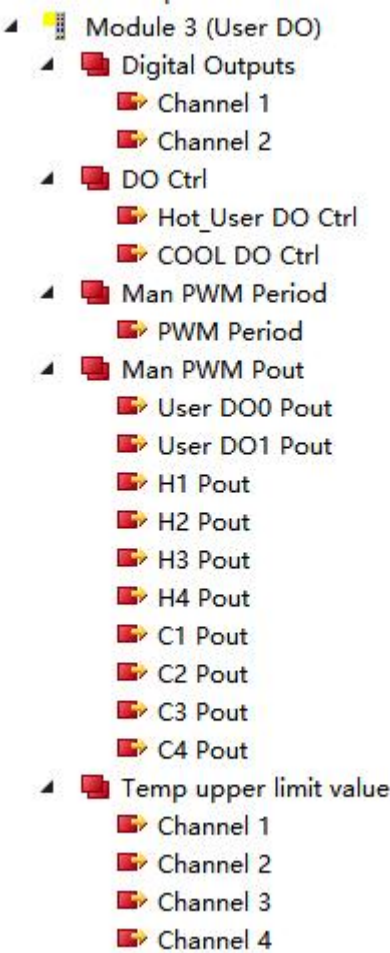 Module 3 (User DO)
Digital Outputs
Channel 1
Channel 2
DO Ctrl
Hot_User DO Ctrl
COOL DO Ctrl
Man PWM Period
PWM Period
Man PWM Pout
User DO0 Pout
User DO1 Pout
H1 Pout
H2 Pout
H3 Pout
H4 Pout
C1 Pout
C2 Pout
C3 Pout
C4 Pout
Temp upper limit value
Channel 1
Channel 2
Channel 3
Channel 4